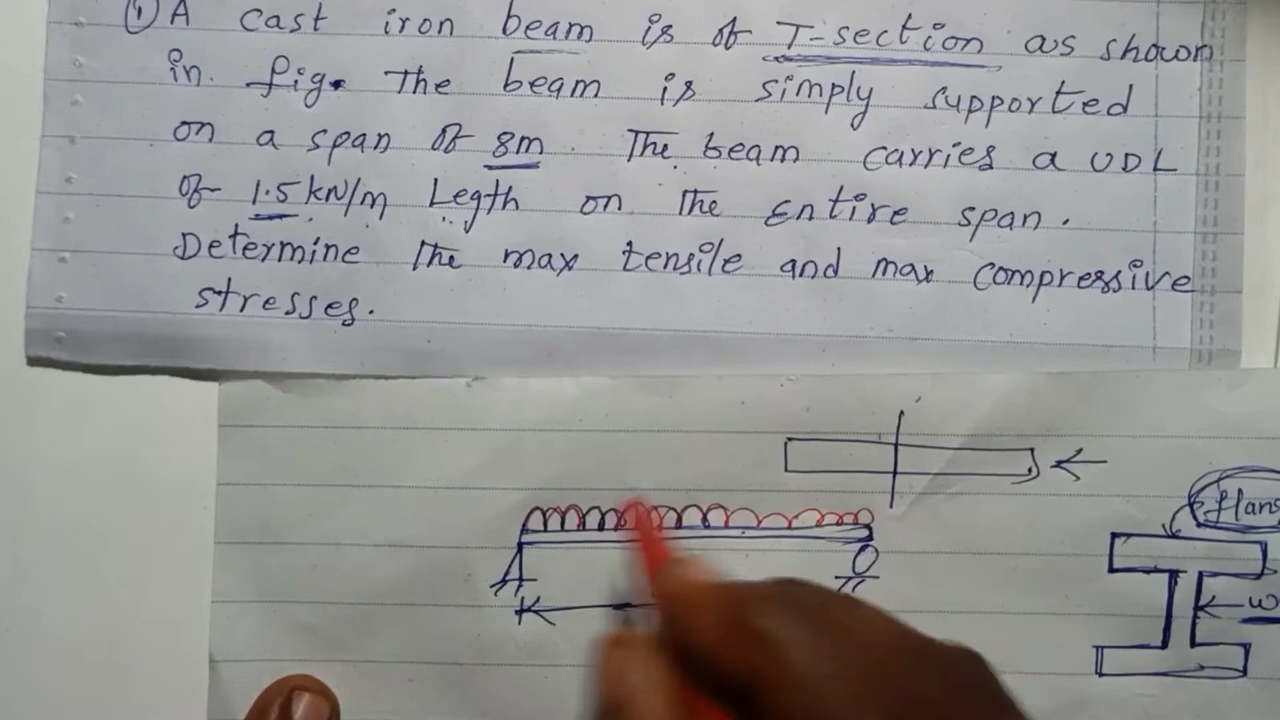 ① A cast iron beam is of T-section as shown
in. fig. The beam is simply supported
on a span of 8m. The beam carries a UDL
of 1.5 kN/m Legth on the Entire span.
Determine the max tensile and max compressive
stresses.
flans
w